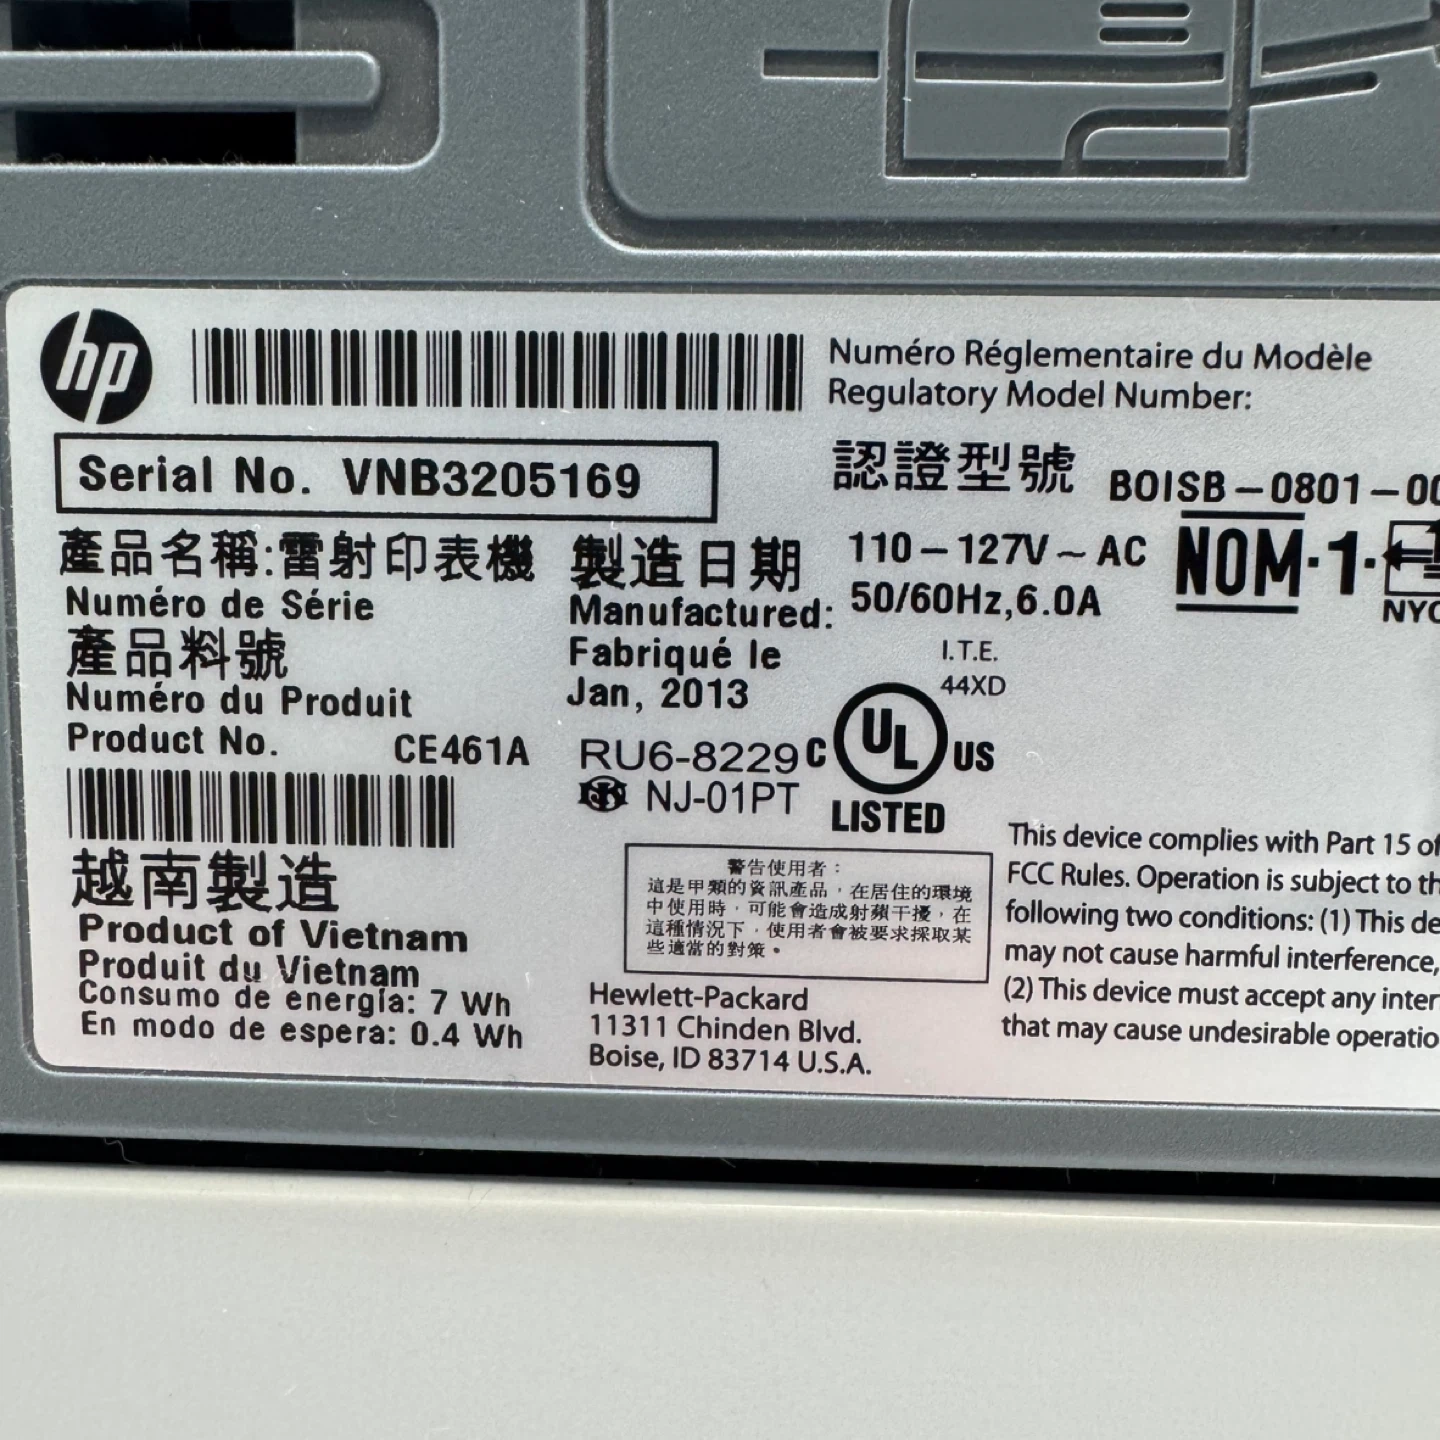 hp
Serial No. VNB3205169
產品名稱:雷射印表機
Numéro de Série
產品料號
Numéro du Produit
Product No. CE461A
越南製造
Product of Vietnam
Produit du Vietnam
Consumo de energía: 7 Wh
En modo de espera: 0.4 Wh
製造日期
Manufactured:
Fabriqué le
Jan, 2013
RU6-8229
NJ-01PT
警告使用者：
這是甲類的資訊產品，在居住的環境
中使用時，可能會造成射蘋干擾，在
這種情況下，使用者會被要求採取某
些適當的對策。
Hewlett-Packard
11311 Chinden Blvd.
Boise, ID 83714 U.S.A.
Numéro Réglementaire du Modèle
Regulatory Model Number:
認證型號 BOISB-0801-00
110-127V~AC
50/60Hz,6.0A
NOM·1·
NYC
I.T.E.
44XD
C UL US
LISTED
This device complies with Part 15 of
FCC Rules. Operation is subject to th
following two conditions: (1) This de
may not cause harmful interference,
(2) This device must accept any inter
that may cause undesirable operatio